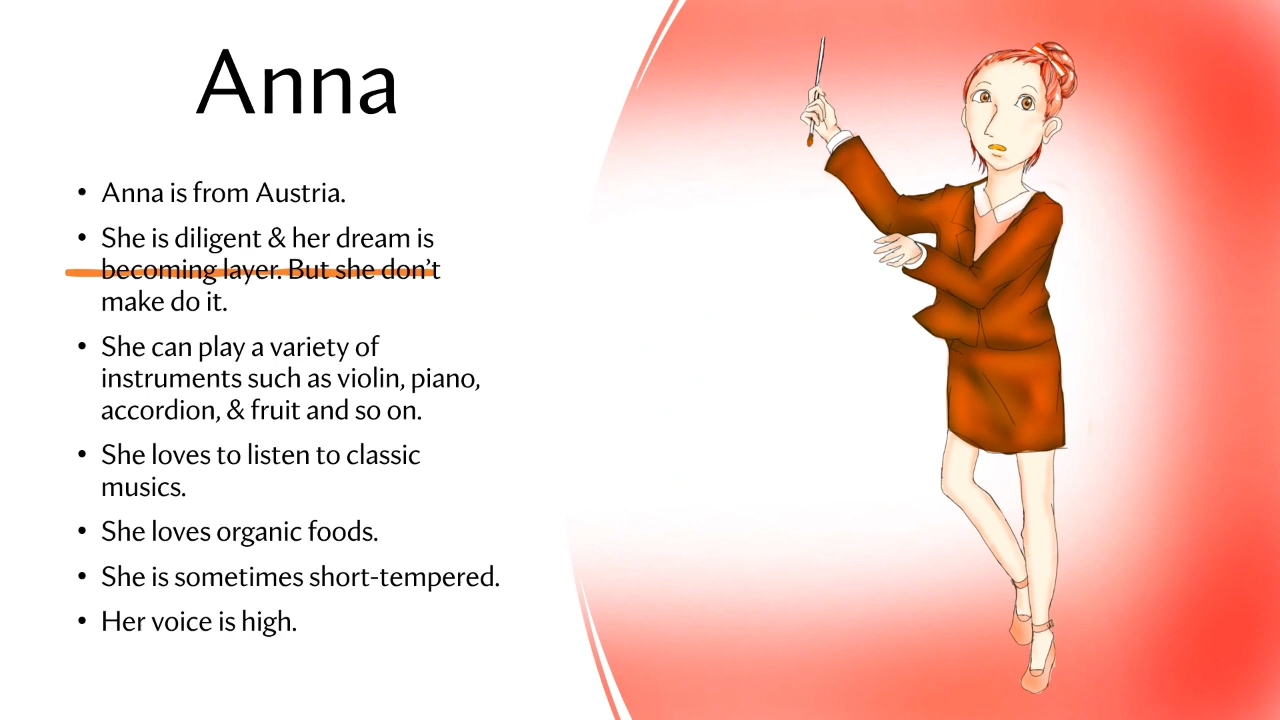 Anna
• Anna is from Austria.
• She is diligent & her dream is
becoming layer. But she don't
make do it.
• She can play a variety of
instruments such as violin, piano,
accordion, & fruit and so on.
• She loves to listen to classic
musics.
• She loves organic foods.
• She is sometimes short-tempered.
• Her voice is high.